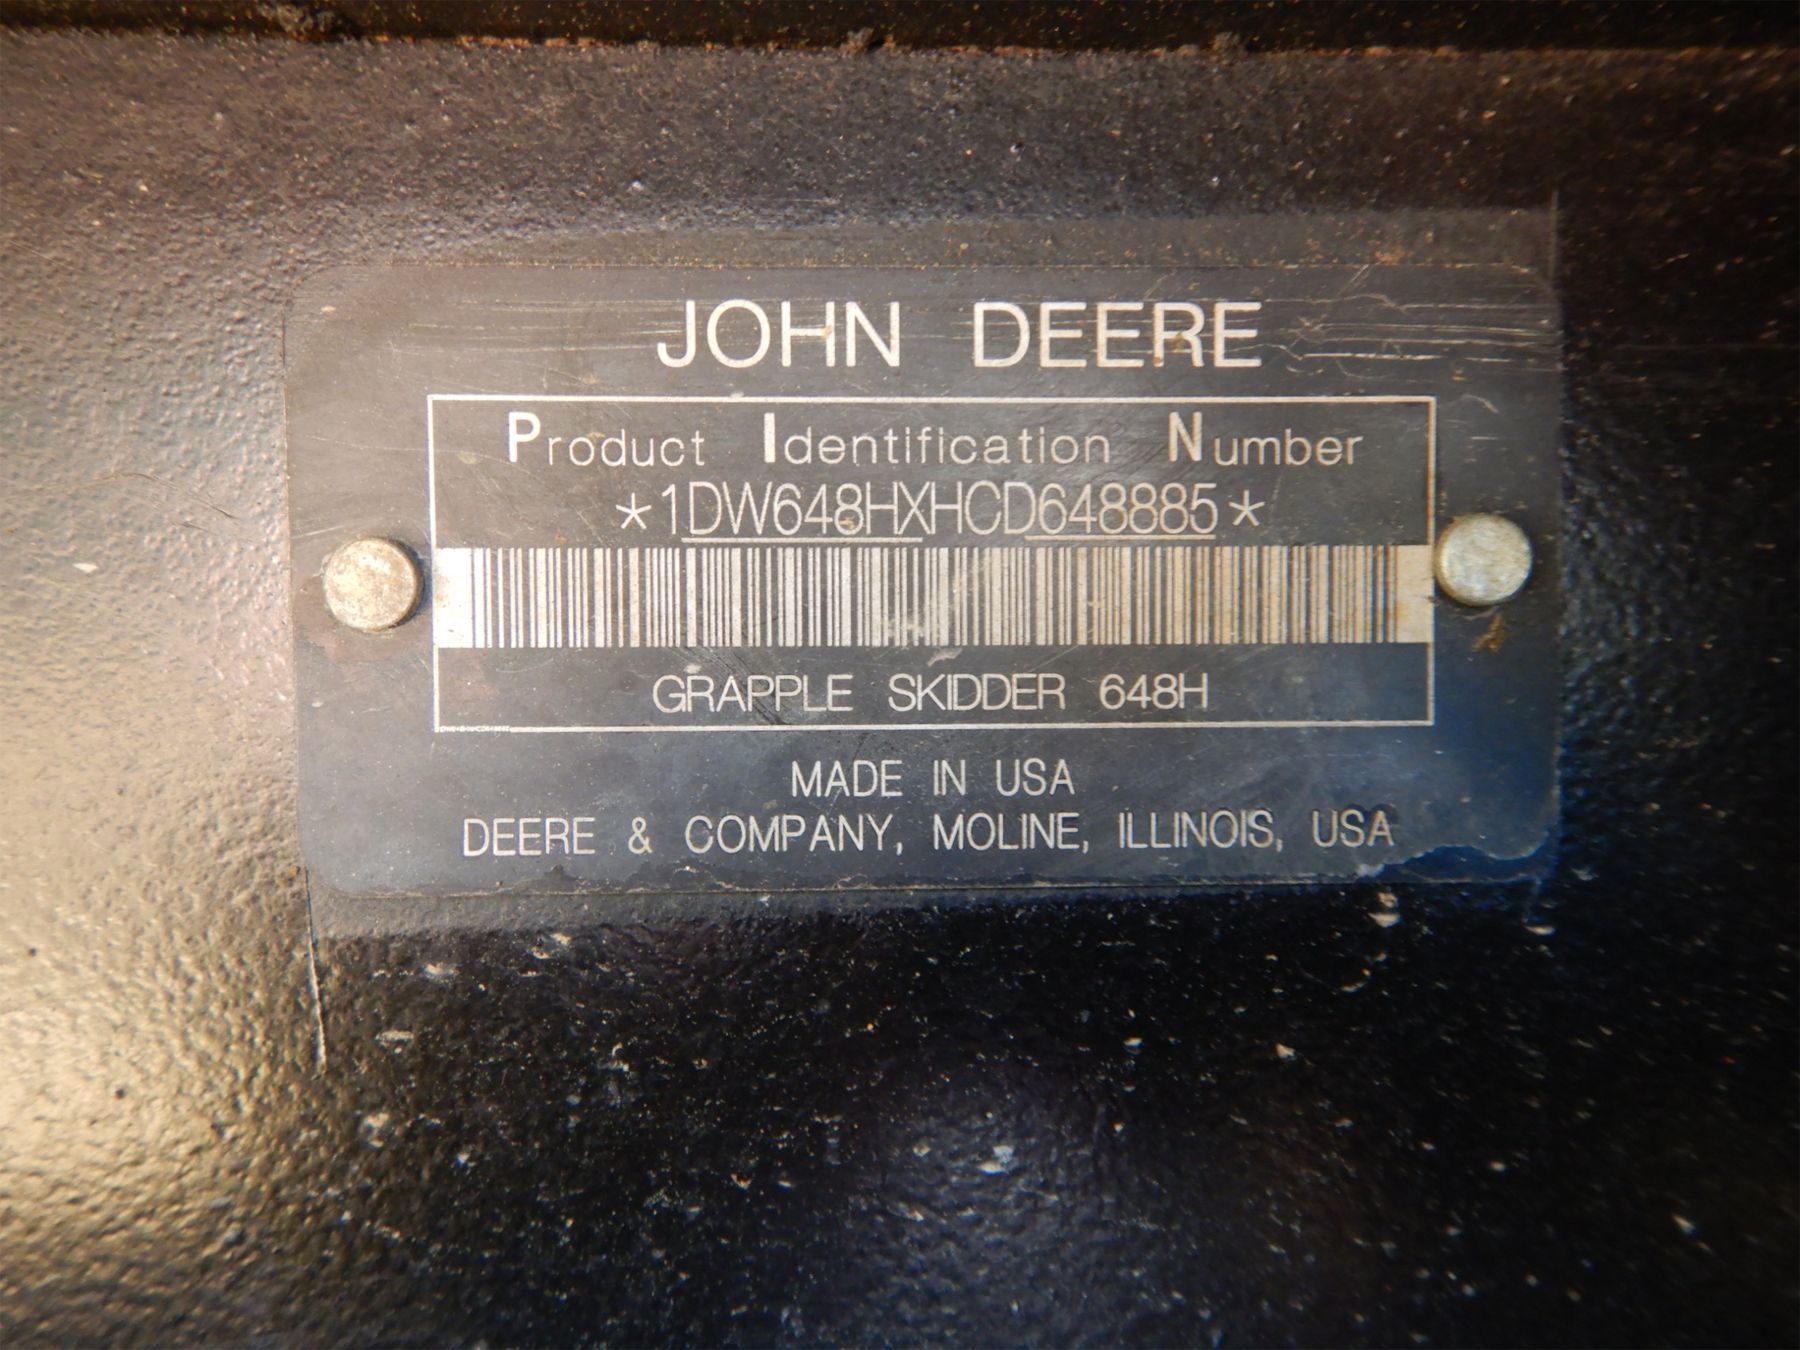 JOHN DEERE
Product Identification Number
*1DW648HXHCD648885*
GRAPPLE SKIDDER 648H
MADE IN USA
DEERE & COMPANY, MOLINE, ILLINOIS, USA